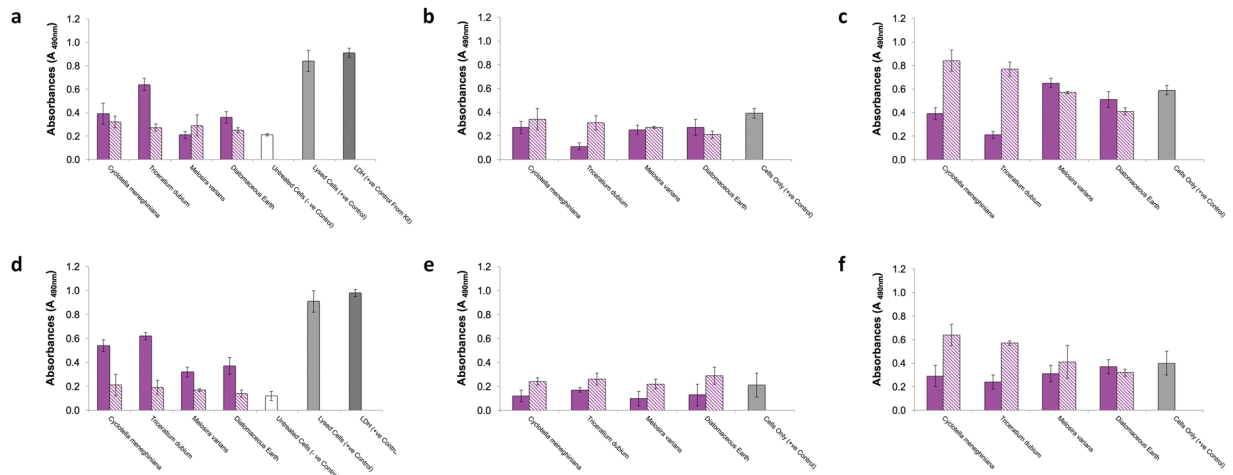 a
Absorbances (A 490nm)
1.2
1.0
0.8
0.6
0.4
0.2
0.0
Cyclotella meneghiniana
Triceratium dubium
Melosira varians
Diatomaceous Earth
Untreated Cells (- ve Control)
Lysed Cells (+ve Control)
LDH (+ve Control From Kit)
b
Absorbances (A 490nm)
1.2
1.0
0.8
0.6
0.4
0.2
0.0
Cyclotella meneghiniana
Triceratium dubium
Melosira varians
Diatomaceous Earth
Cells Only (+ve Control)
c
Absorbances (A 490nm)
1.2
1.0
0.8
0.6
0.4
0.2
0.0
Cyclotella meneghiniana
Triceratium dubium
Melosira varians
Diatomaceous Earth
Cells Only (+ve Control)
d
Absorbances (A 490nm)
1.2
1.0
0.8
0.6
0.4
0.2
0.0
Cyclotella meneghiniana
Triceratium dubium
Melosira varians
Diatomaceous Earth
Untreated Cells (- ve Control
Lysed Cells (+ve Control)
LDH (+ve Contro
e
Absorbances (A 490nm)
1.2
1.0
0.8
0.6
0.4
0.2
0.0
Cyclotella meneghiniana
Triceratium dubium
Melosira varians
Diatomaceous Earth
Cells Only (+ve Control)
f
Absorbances (A 490nm)
1.2
1.0
0.8
0.6
0.4
0.2
0.0
Cyclotella meneghiniana
Triceratium dubium
Melosira varians
Diatomaceous Earth
Cells Only (+ve Control)